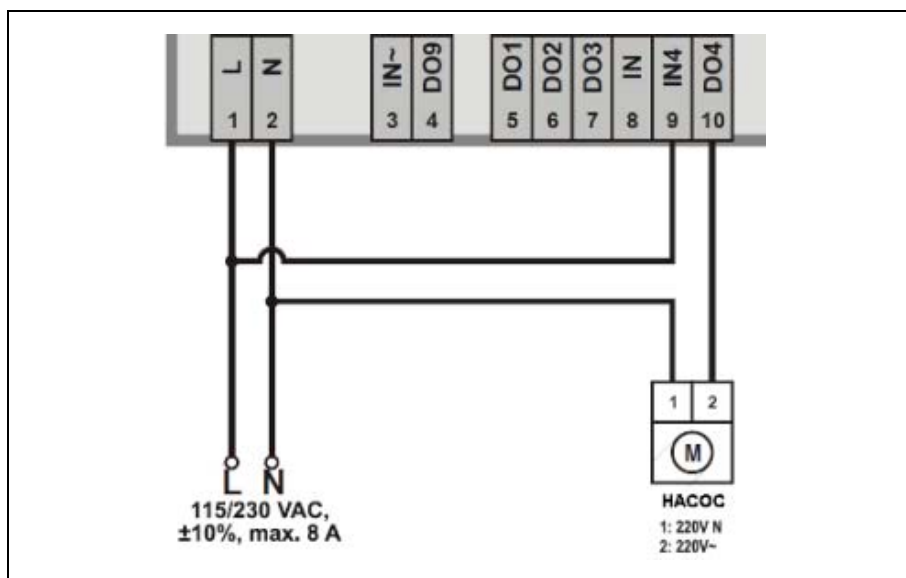 L N IN~ DO9 DO1 DO2 DO3 IN IN4 DO4
1 2 3 4 5 6 7 8 9 10
1 2
M
L N
115/230 VAC,
±10%, max. 8 A
НАСОС
1: 220V N
2: 220V~